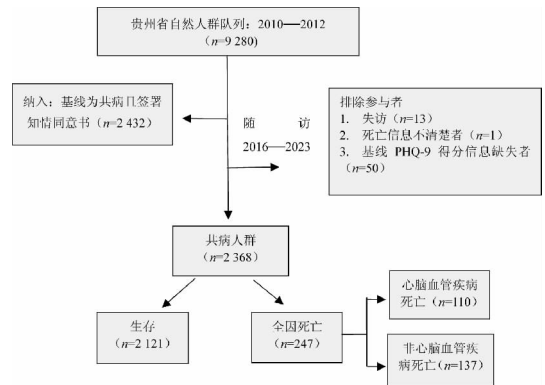 贵州省自然人群队列：2010—2012
（n=9 280)
纳入：基线为共病且签署
知情同意书（n=2 432）
随 访
2016—2023
排除参与者
1. 失访（n=13）
2. 死亡信息不清楚者（n=1）
3. 基线 PHQ-9 得分信息缺失者
（n=50）
共病人群
（n=2 368）
生存
（n=2 121）
全因死亡
（n=247）
心脑血管疾病
死亡（n=110）
非心脑血管疾
病死亡（n=137）